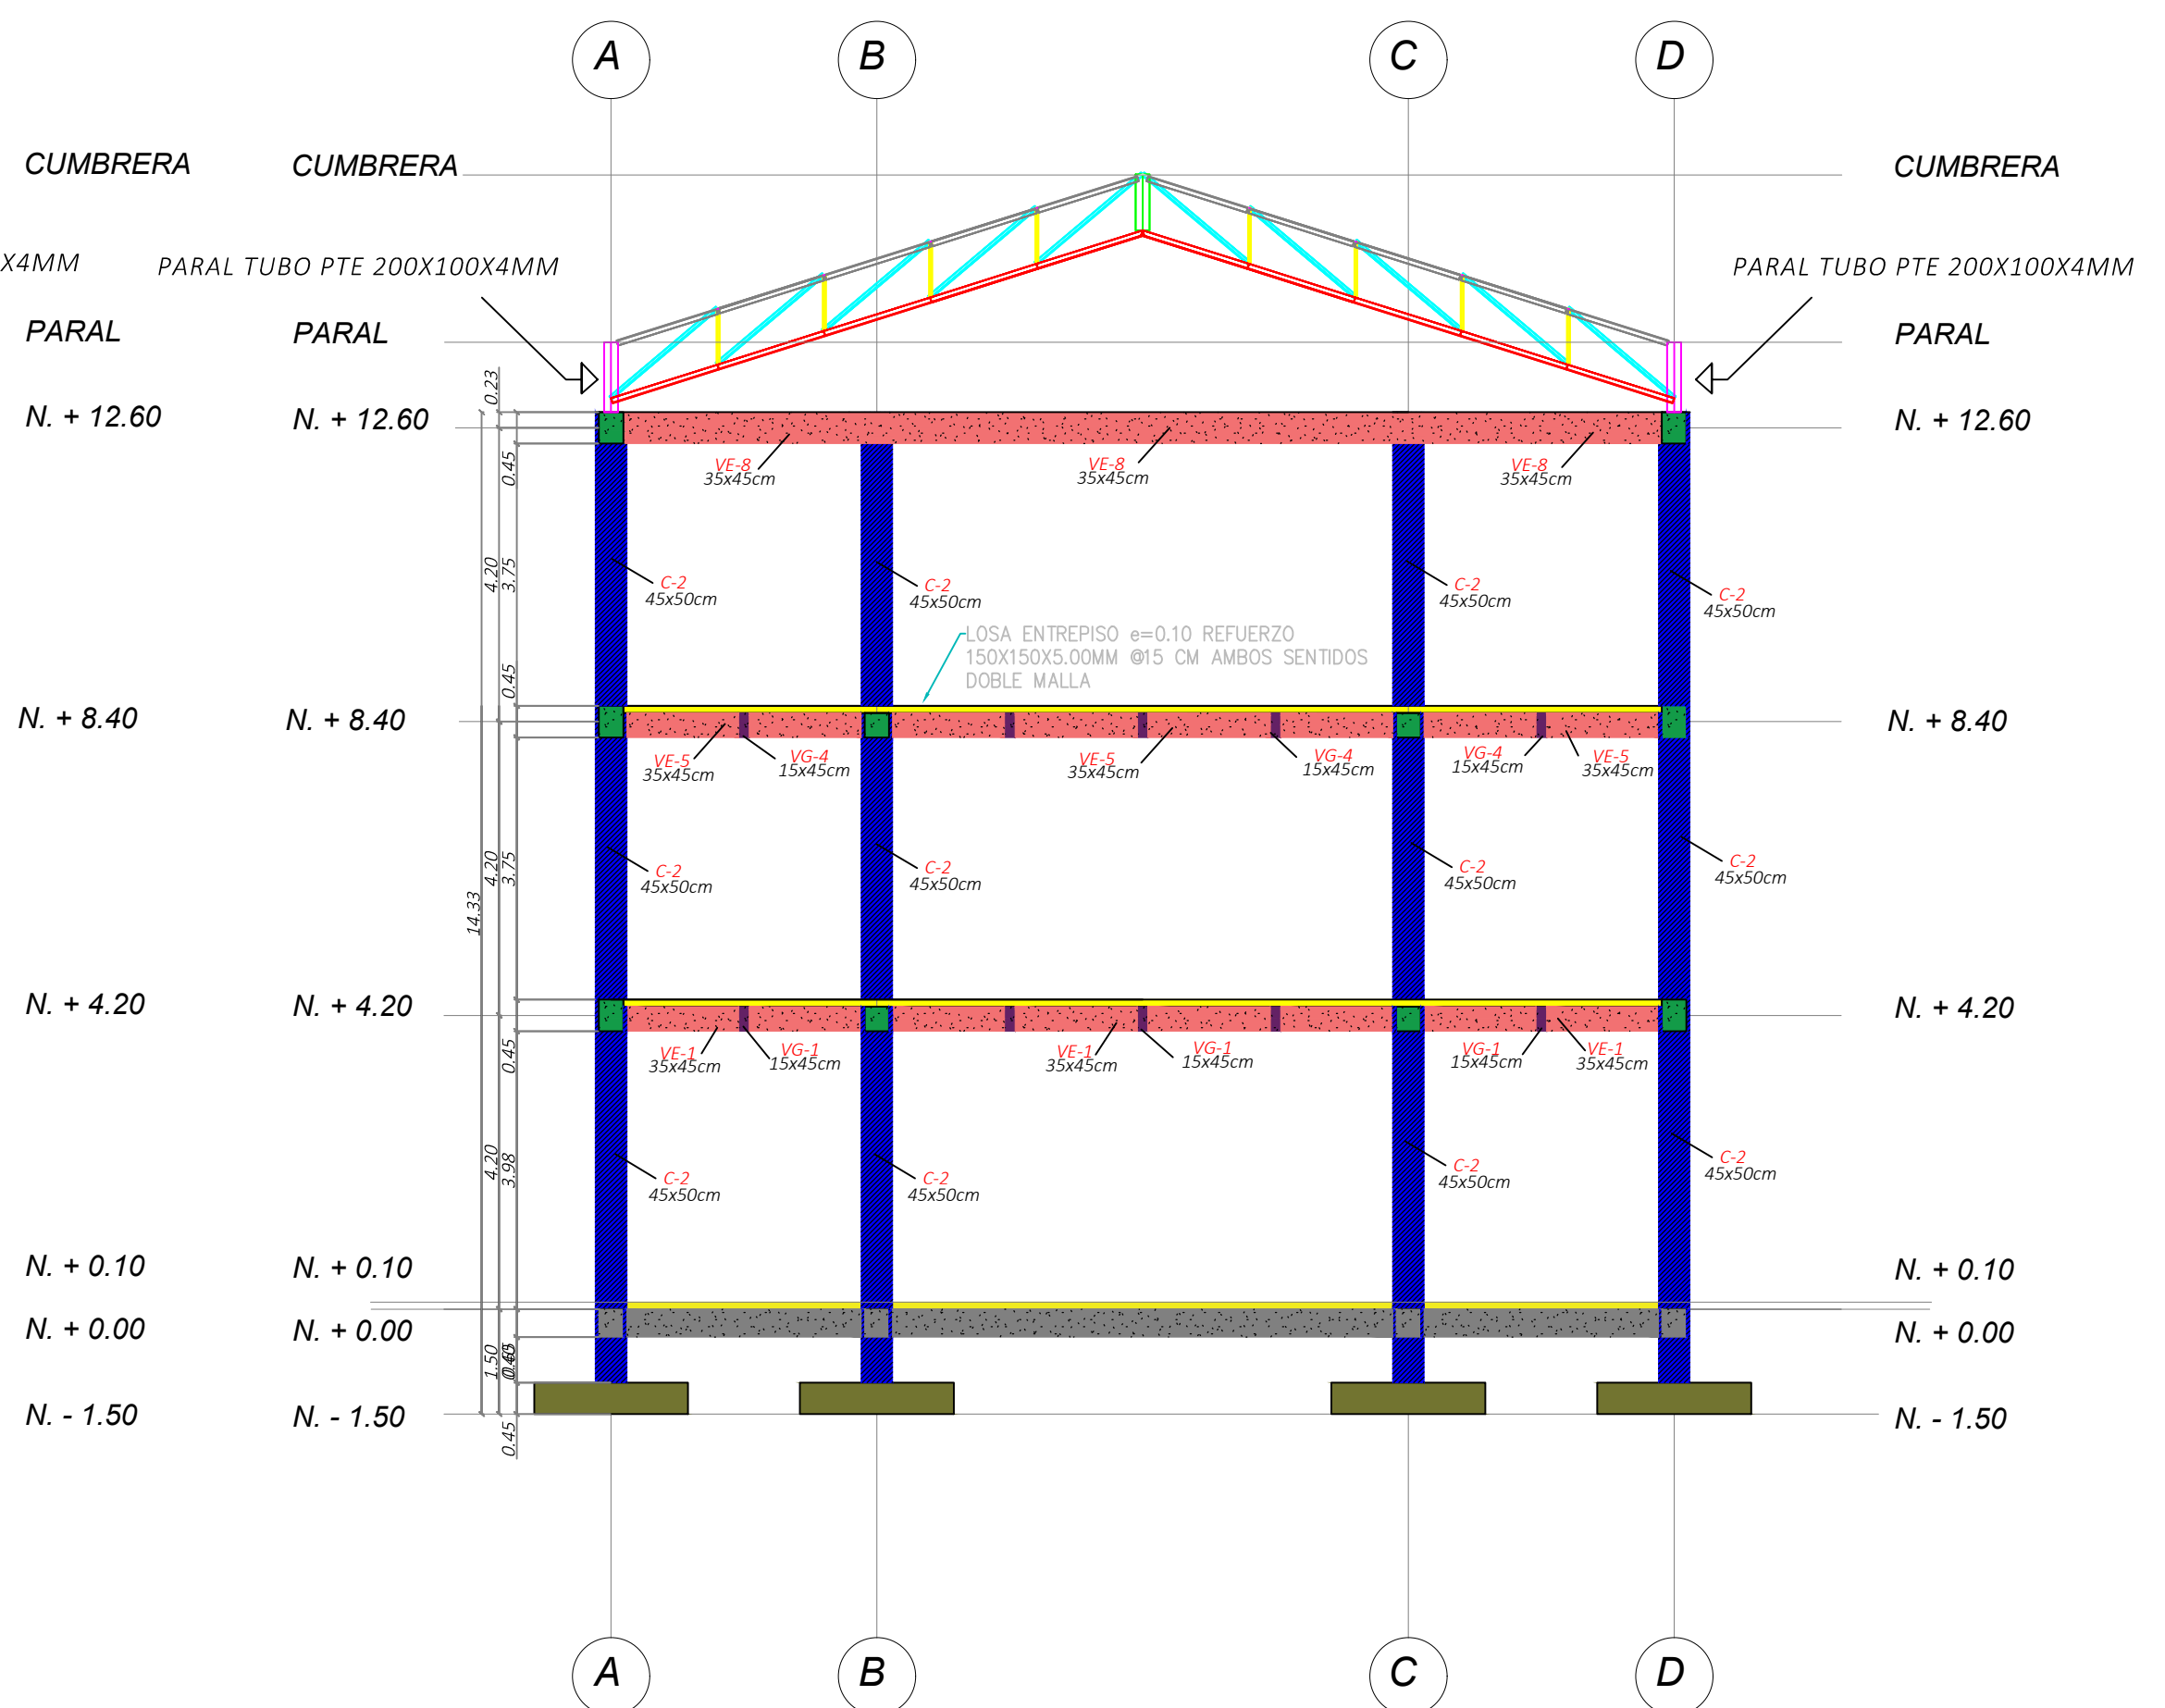 A B C D
CUMBRERA CUMBRERA CUMBRERA
X4MM PARAL TUBO PTE 200X100X4MM PARAL TUBO PTE 200X100X4MM
PARAL PARAL PARAL
0.23
N. + 12.60 N. + 12.60 N. + 12.60
0.45
VE-8 VE-8 VE-8
35x45cm 35x45cm 35x45cm
4.20 3.75
C-2 C-2 C-2 C-2
45x50cm 45x50cm 45x50cm 45x50cm
LOSA ENTREPISO e=0.10 REFUERZO
150X150X5.00MM @15 CM AMBOS SENTIDOS
DOBLE MALLA
0.45
N. + 8.40 N. + 8.40 N. + 8.40
VE-5 VG-4 VE-5 VG-4 VG-4 VE-5
35x45cm 15x45cm 35x45cm 15x45cm 15x45cm 35x45cm
4.20 3.75
C-2 C-2 C-2 C-2
45x50cm 45x50cm 45x50cm 45x50cm
14.33
N. + 4.20 N. + 4.20 N. + 4.20
0.45
VE-1 VG-1 VE-1 VG-1 VG-1 VE-1
35x45cm 15x45cm 35x45cm 15x45cm 15x45cm 35x45cm
4.20 3.98
C-2 C-2 C-2 C-2
45x50cm 45x50cm 45x50cm 45x50cm
N. + 0.10 N. + 0.10 N. + 0.10
N. + 0.00 N. + 0.00 N. + 0.00
1.50
N. - 1.50 N. - 1.50 N. - 1.50
0.45
A B C D